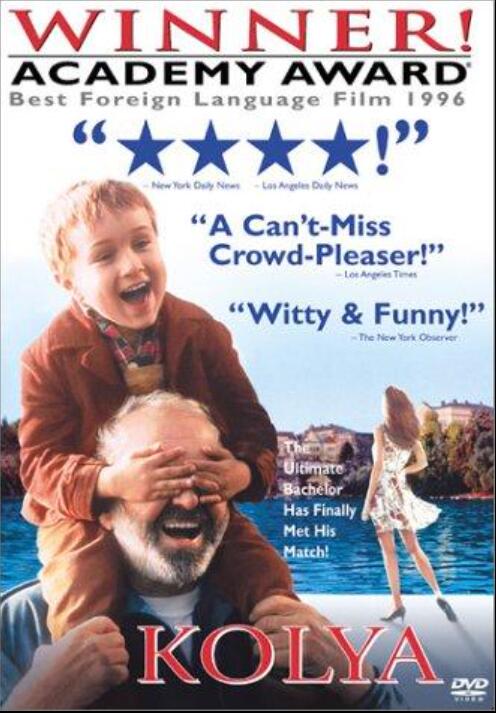 WINNER!
ACADEMY AWARD®
Best Foreign Language Film 1996
“★★★★!”
– New York Daily News – Los Angeles Daily News
“A Can't-Miss
Crowd-Pleaser!”
– Los Angeles Times
“Witty & Funny!”
– The New York Observer
The
Ultimate
Bachelor
Has Finally
Met His
Match!
KOLYA
DVD
VIDEO